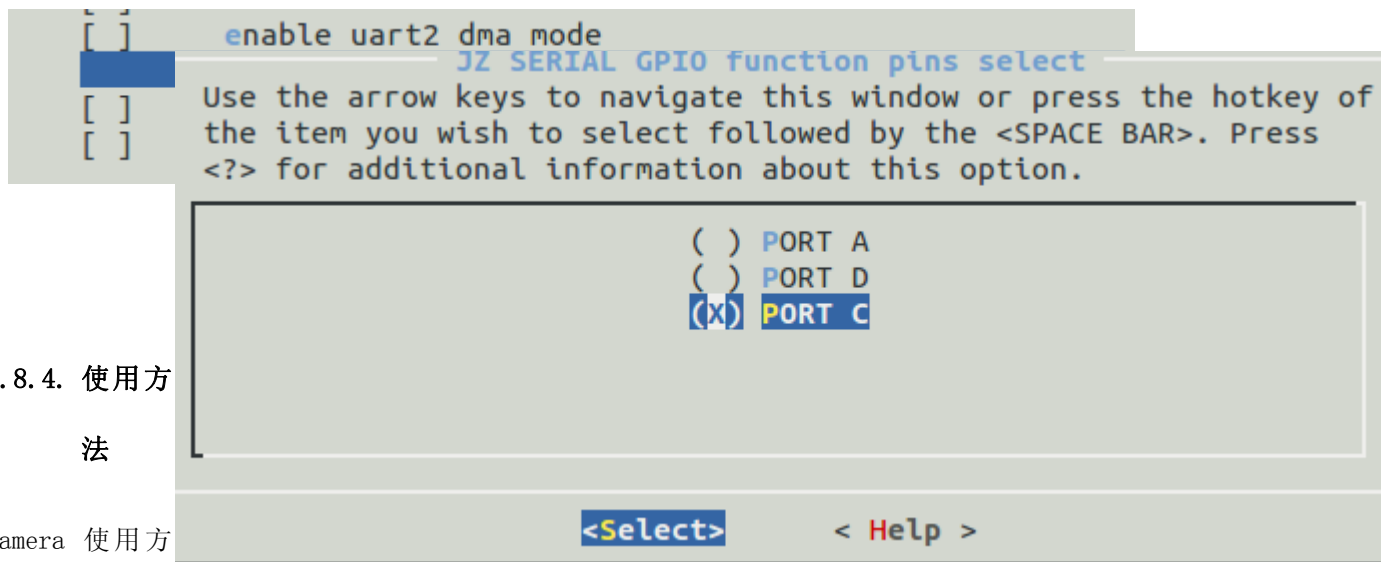 [ ] enable uart2 dma mode
JZ SERIAL GPIO function pins select
[ ]
[ ]
Use the arrow keys to navigate this window or press the hotkey of
the item you wish to select followed by the <SPACE BAR>. Press
<?> for additional information about this option.
( ) PORT A
( ) PORT D
(X) PORT C
.8.4. 使用方
法
<Select> < Help >
amera 使用方